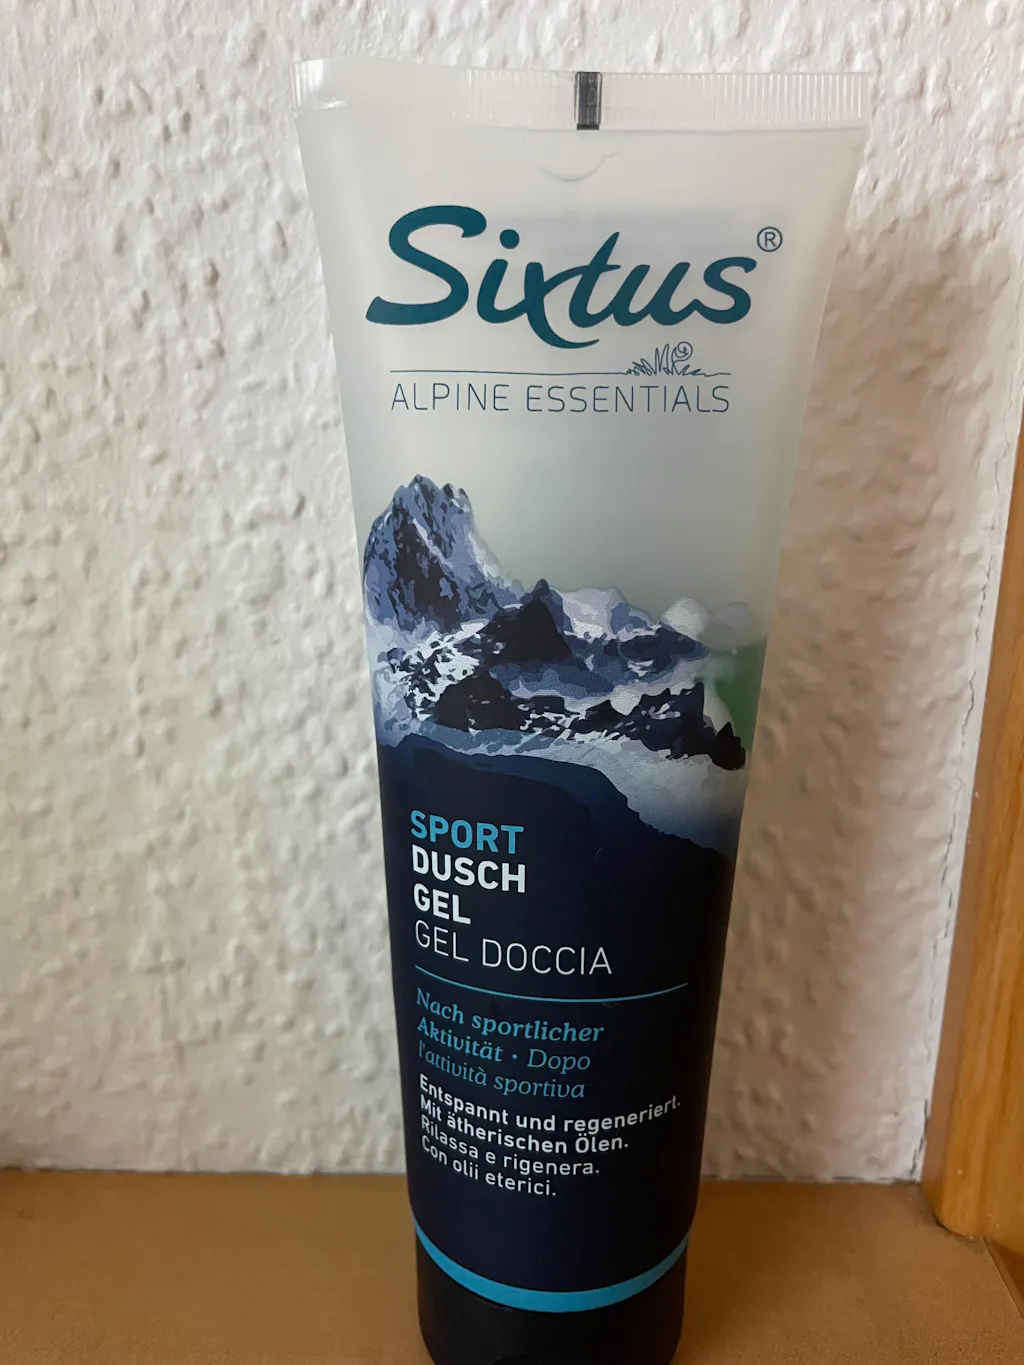 Sixtus®
ALPINE ESSENTIALS
SPORT
DUSCH
GEL
GEL DOCCIA
Nach sportlicher
Aktivität • Dopo
l'attività sportiva
Entspannt und regeneriert.
Mit ätherischen Ölen.
Rilassa e rigenera.
Con olii eterici.